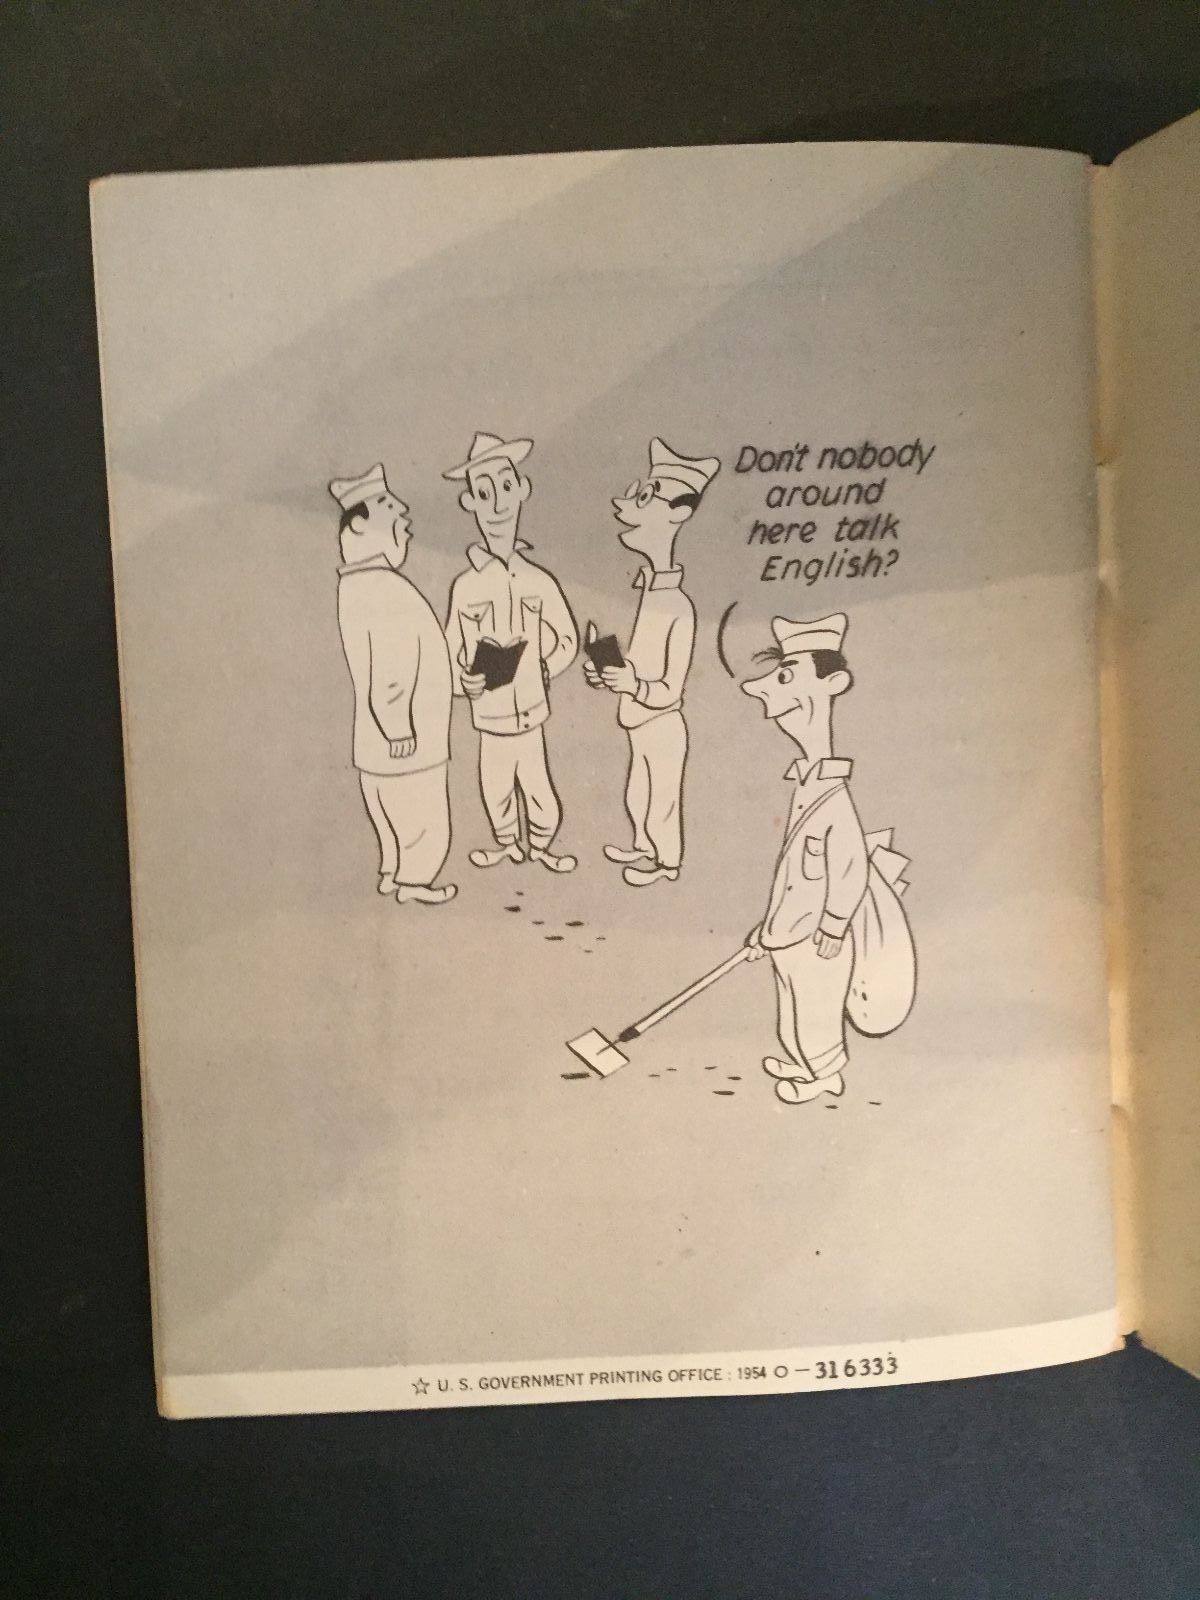 Don't nobody
around
here talk
English?
☆ U. S. GOVERNMENT PRINTING OFFICE : 1954 O—316333